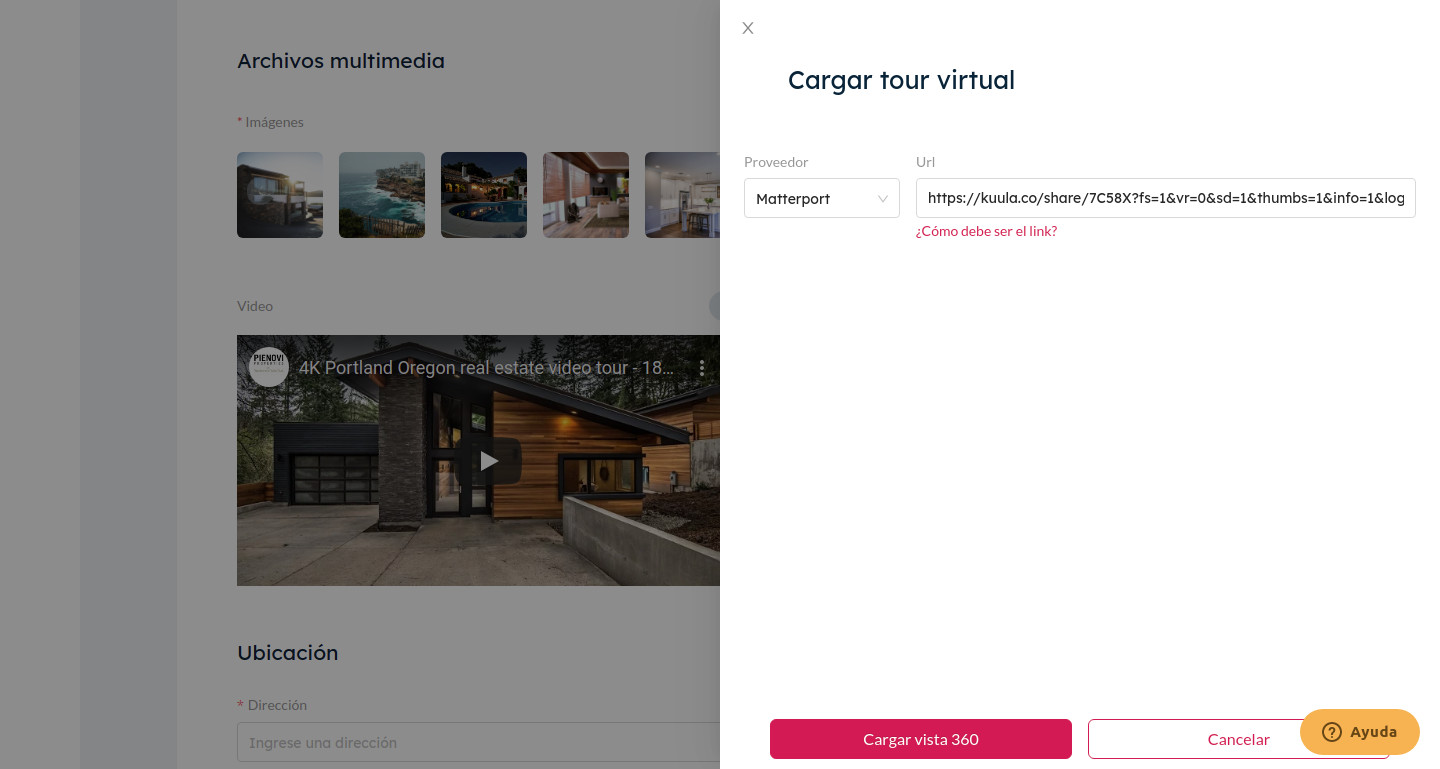 Archivos multimedia
* Imágenes
Video
PIENOVI
PROPERTIES
4K Portland Oregon real estate video tour - 18...
Ubicación
* Dirección
Ingrese una dirección
Cargar tour virtual
Proveedor
Url
Matterport
https://kuula.co/share/7C58X?fs=1&vr=0&sd=1&thumbs=1&info=1&log
¿Cómo debe ser el link?
Cargar vista 360
Cancelar
Ayuda